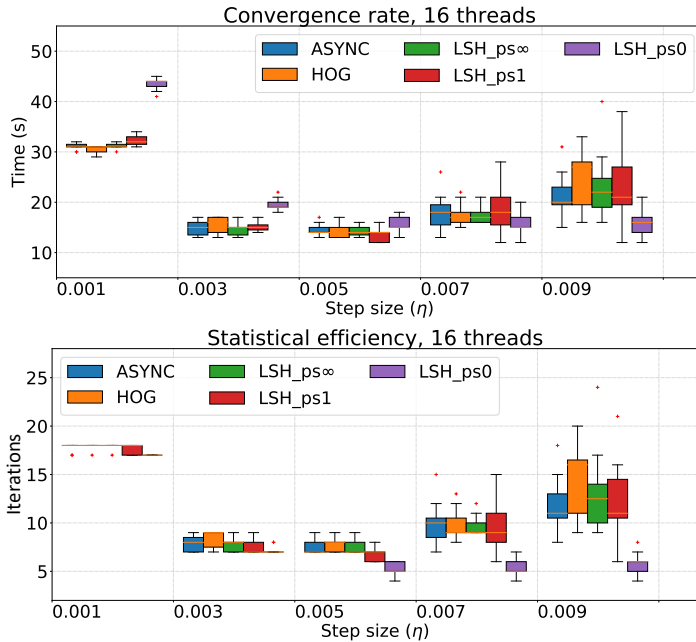 Convergence rate, 16 threads
ASYNC LSH_ps∞ LSH_ps0
HOG LSH_ps1
50
40
30
20
10
Time (s)
0.001 0.003 0.005 0.007 0.009
Step size (η)
Statistical efficiency, 16 threads
ASYNC LSH_ps∞ LSH_ps0
HOG LSH_ps1
25
20
15
10
5
Iterations
0.001 0.003 0.005 0.007 0.009
Step size (η)